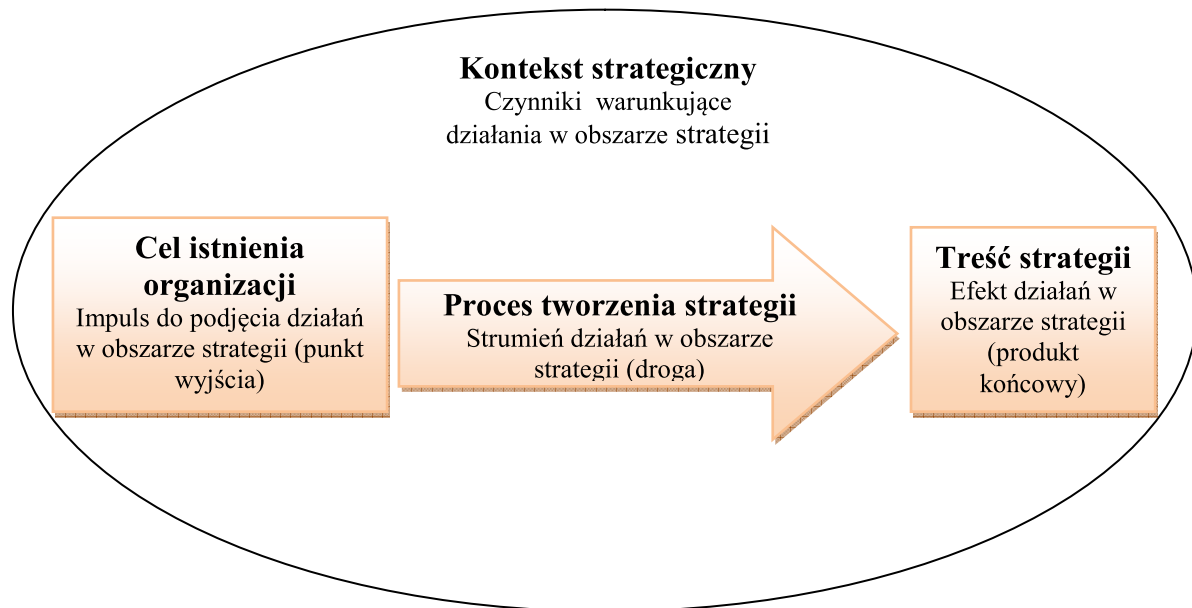 Kontekst strategiczny
Czynniki warunkujące
działania w obszarze strategii
Cel istnienia
organizacji
Impuls do podjęcia działań
w obszarze strategii (punkt
wyjścia)
Proces tworzenia strategii
Strumień działań w obszarze
strategii (droga)
Treść strategii
Efekt działań w
obszarze strategii
(produkt
końcowy)